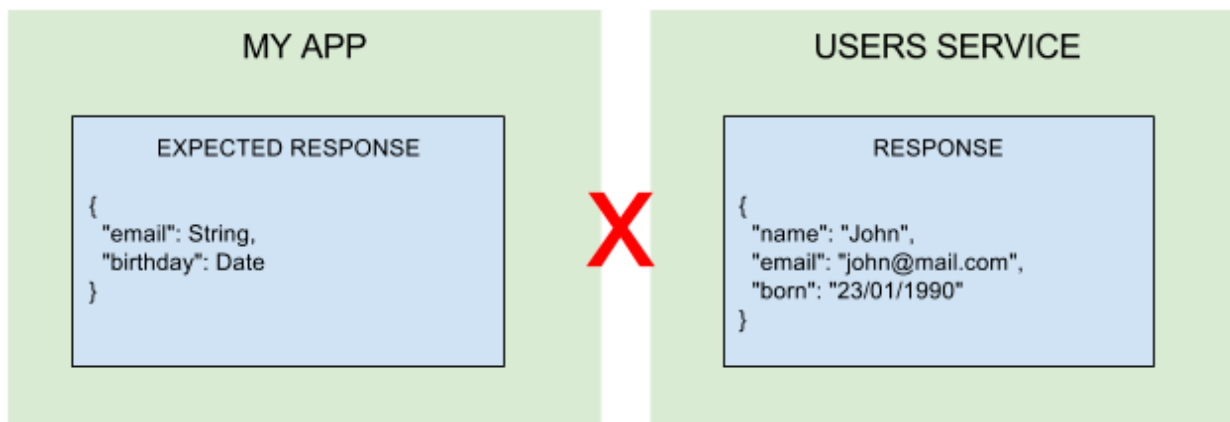 MY APP
EXPECTED RESPONSE
{
"email": String,
"birthday": Date
}
X
USERS SERVICE
RESPONSE
{
"name": "John",
"email": "john@mail.com",
"born": "23/01/1990"
}